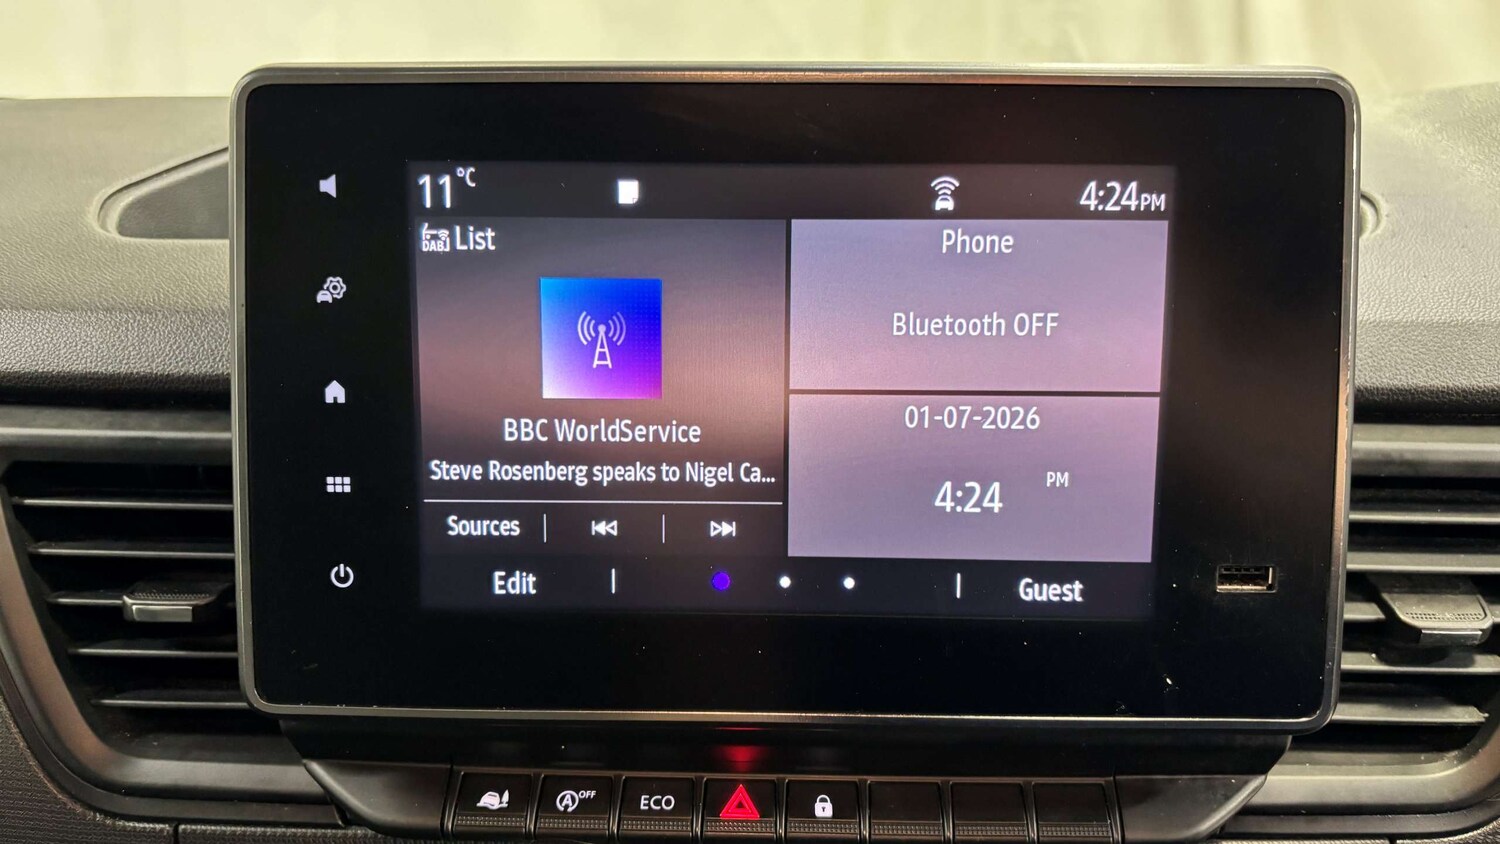 11°C
4:24PM
DAB List
BBC WorldService
Steve Rosenberg speaks to Nigel Ca...
Sources
Phone
Bluetooth OFF
01-07-2026
4:24 PM
Edit
Guest
A OFF
ECO